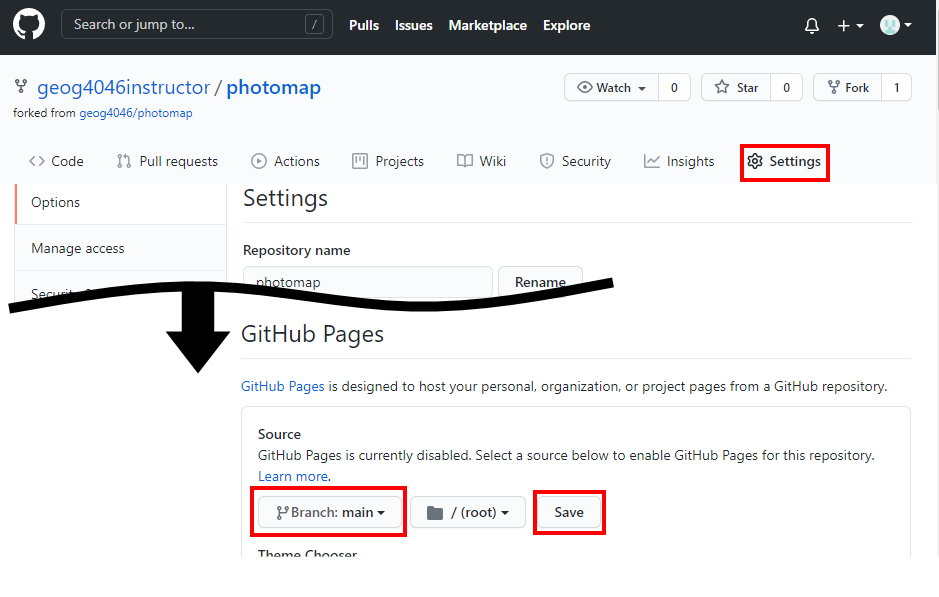 Search or jump to... /
Pulls Issues Marketplace Explore
geog4046instructor / photomap
Watch 0 Star 0 Fork 1
forked from geog4046/photomap
Code Pull requests Actions Projects Wiki Security Insights Settings
Options
Settings
Manage access
Repository name
photomap Rename
GitHub Pages
GitHub Pages is designed to host your personal, organization, or project pages from a GitHub repository.
Source
GitHub Pages is currently disabled. Select a source below to enable GitHub Pages for this repository.
Learn more.
Branch: main / (root) Save
Theme Chooser